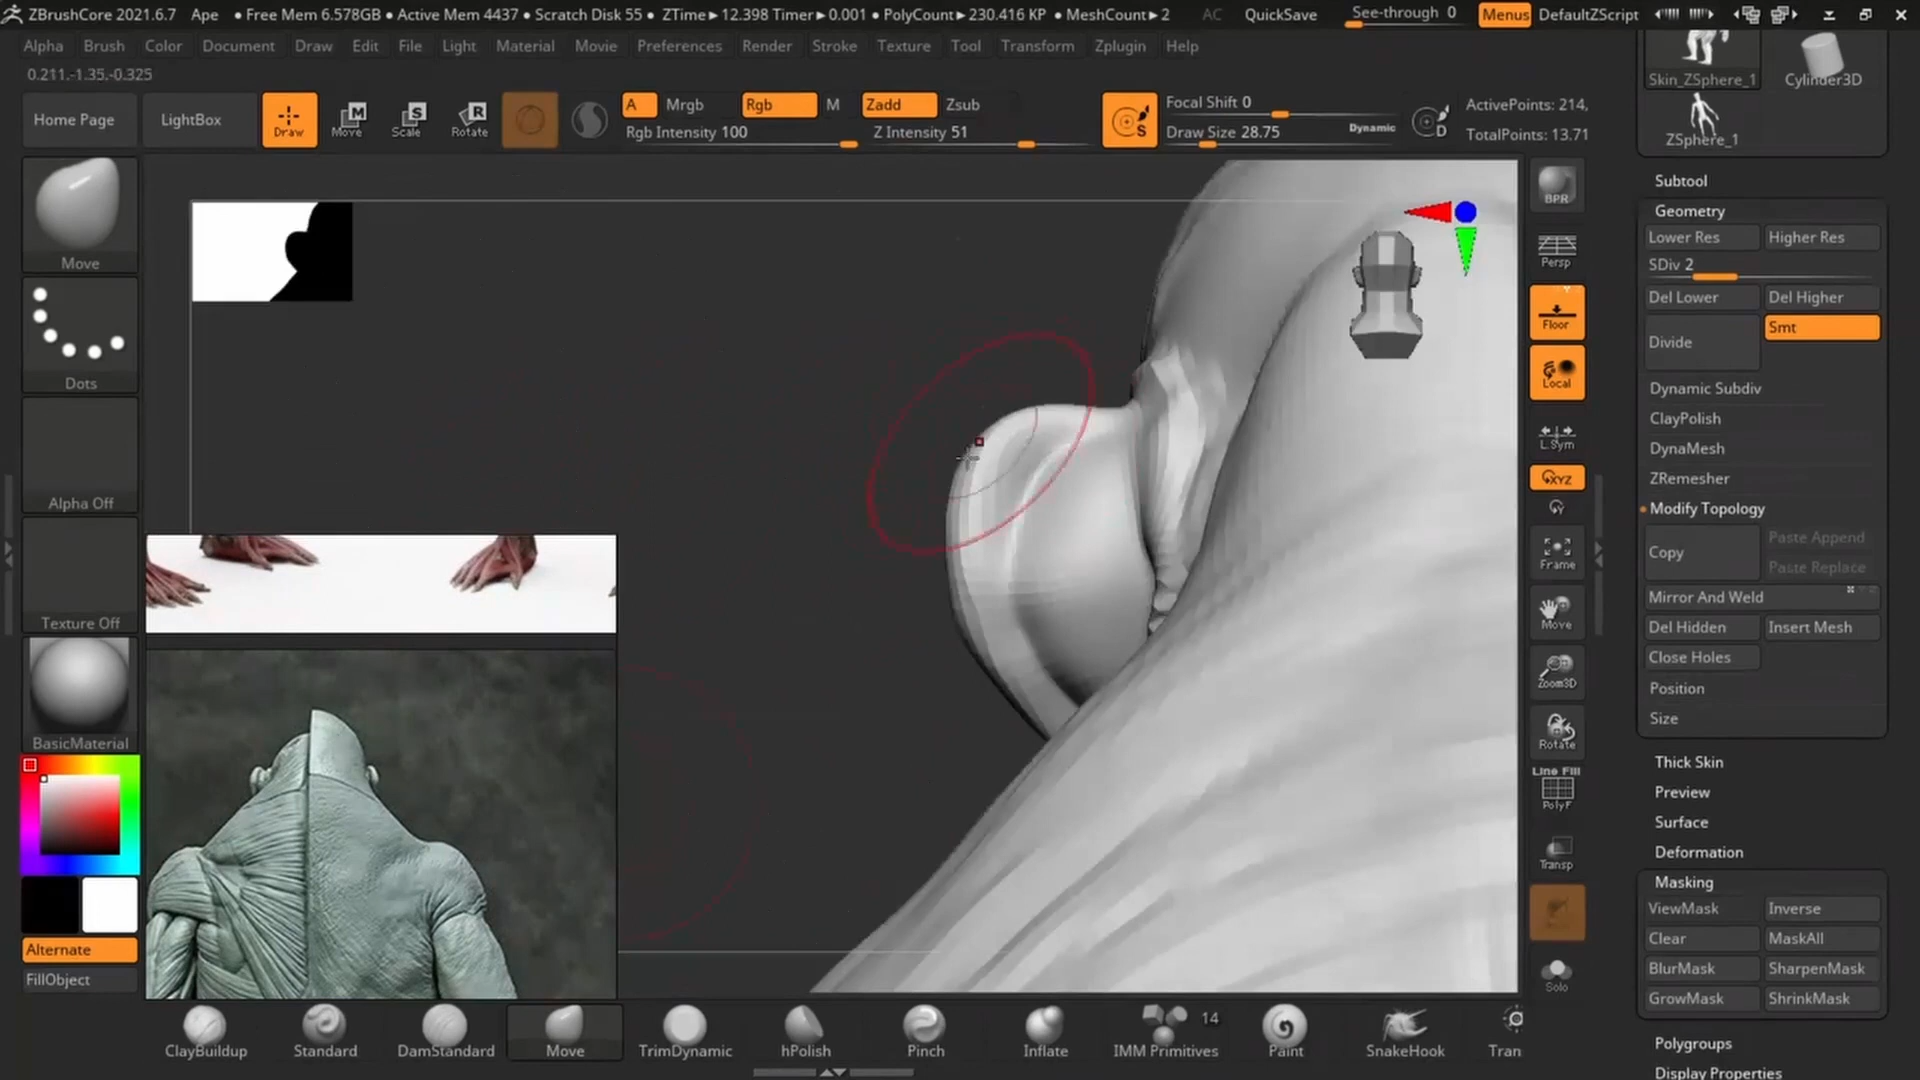 ZBrushCore 2021.6.7 Ape • Free Mem 6.578GB • Active Mem 4437 • Scratch Disk 55 • ZTime▸12.398 Timer▸0.001 • PolyCount▸230.416 KP • MeshCount▸2 AC QuickSave See-through 0 Menus DefaultZScript
Alpha Brush Color Document Draw Edit File Light Material Movie Preferences Render Stroke Texture Tool Transform Zplugin Help
0.211,-1.35,-0.325
Home Page LightBox Draw Move Scale Rotate
M S R
A Mrgb Rgb M Zadd Zsub
Rgb Intensity 100 Z Intensity 51
S Focal Shift 0
Draw Size 28.75 Dynamic D
ActivePoints: 214,
TotalPoints: 13.71
Move
Dots
Alpha Off
Texture Off
BasicMaterial
Alternate
FillObject
BPR
Persp
Floor
Local
L.Sym
XYZ
Frame
Move
Zoom3D
Rotate
Line Fill
PolyF
Transp
Solo
Skin_ZSphere_1 Cylinder3D
ZSphere_1
Subtool
Geometry
Lower Res Higher Res
SDiv 2
Del Lower Del Higher
Divide Smt
Dynamic Subdiv
ClayPolish
DynaMesh
ZRemesher
Modify Topology
Copy Paste Append
Paste Replace
Mirror And Weld
Del Hidden Insert Mesh
Close Holes
Position
Size
Thick Skin
Preview
Surface
Deformation
Masking
ViewMask Inverse
Clear MaskAll
BlurMask SharpenMask
GrowMask ShrinkMask
Polygroups
Display Properties
14
ClayBuildup Standard DamStandard Move TrimDynamic hPolish Pinch Inflate IMM Primitives Paint SnakeHook Tran